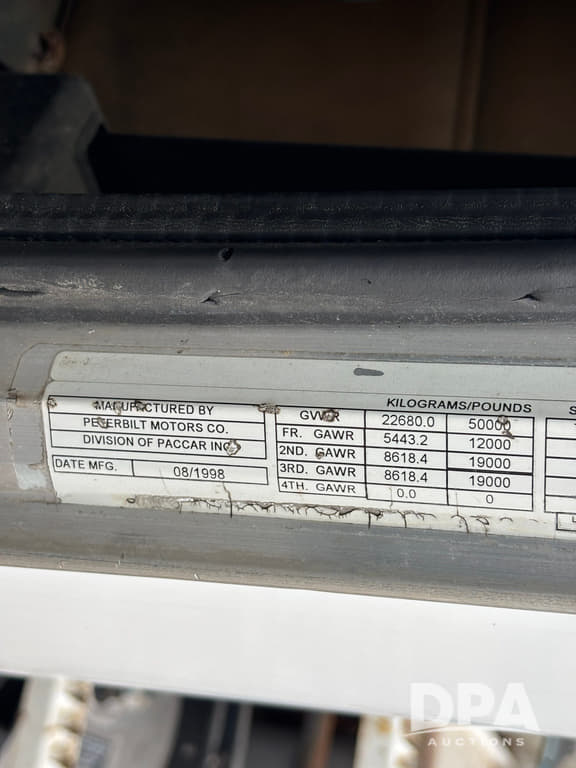 MANUFACTURED BY
PETERBILT MOTORS CO.
DIVISION OF PACCAR INC.
DATE MFG. 08/1998
KILOGRAMS/POUNDS
GVWR 22680.0 50000
FR. GAWR 5443.2 12000
2ND. GAWR 8618.4 19000
3RD. GAWR 8618.4 19000
4TH. GAWR 0.0 0
S
DPA
AUCTIONS